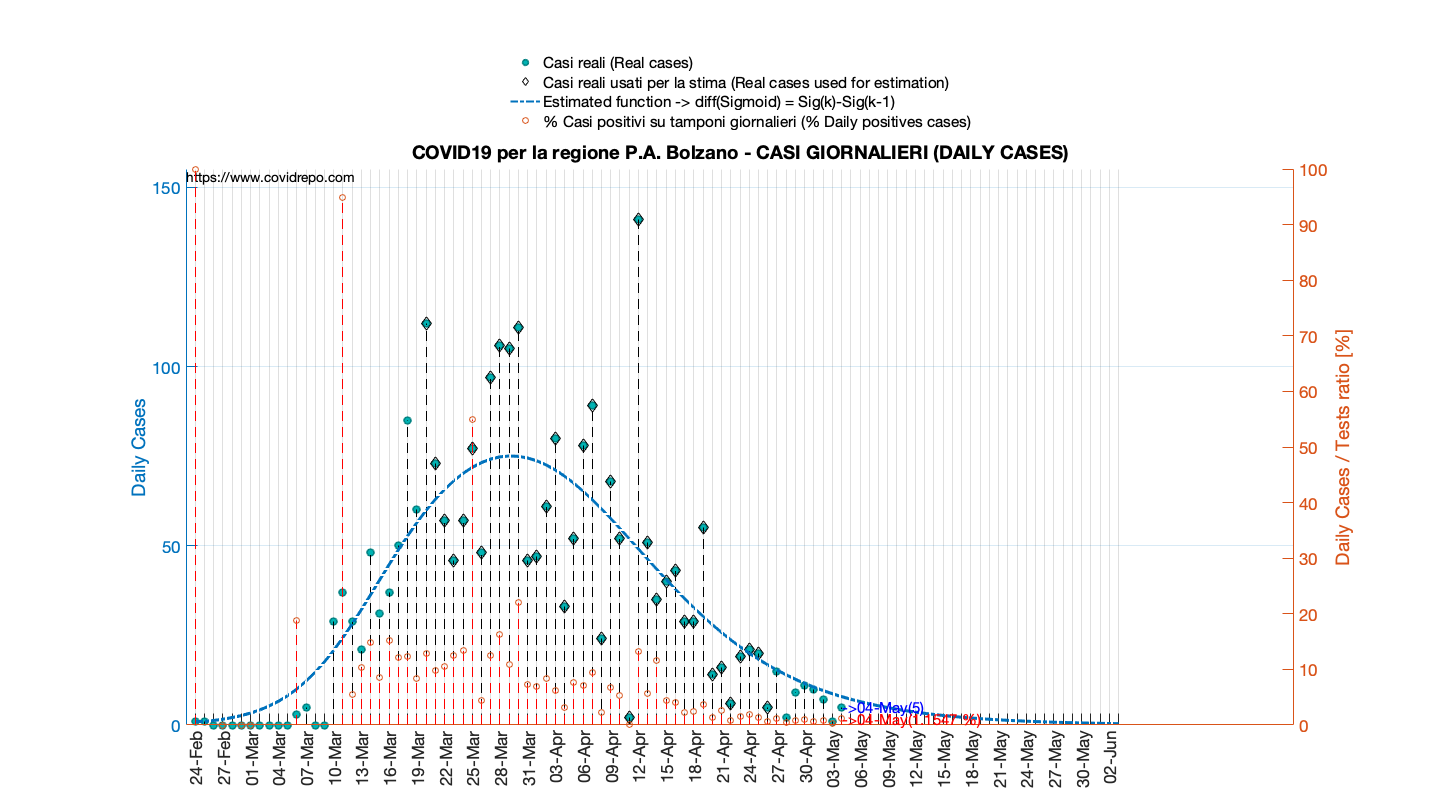 Casi reali (Real cases)
Casi reali usati per la stima (Real cases used for estimation)
Estimated function -> diff(Sigmoid) = Sig(k)-Sig(k-1)
% Casi positivi su tamponi giornalieri (% Daily positives cases)
COVID19 per la regione P.A. Bolzano - CASI GIORNALIERI (DAILY CASES)
https://www.covidrepo.com
150
100
50
0
Daily Cases
100
90
80
70
60
50
40
30
20
10
0
Daily Cases / Tests ratio [%]
->04-May(5)
->04-May(1.1547 %)
24-Feb
27-Feb
01-Mar
04-Mar
07-Mar
10-Mar
13-Mar
16-Mar
19-Mar
22-Mar
25-Mar
28-Mar
31-Mar
03-Apr
06-Apr
09-Apr
12-Apr
15-Apr
18-Apr
21-Apr
24-Apr
27-Apr
30-Apr
03-May
06-May
09-May
12-May
15-May
18-May
21-May
24-May
27-May
30-May
02-Jun